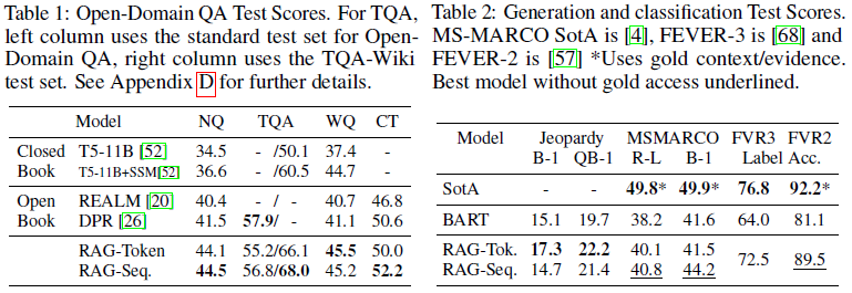 Table 1: Open-Domain QA Test Scores. For TQA,
left column uses the standard test set for Open-
Domain QA, right column uses the TQA-Wiki
test set. See Appendix D for further details.
Model NQ TQA WQ CT
Closed T5-11B [52] 34.5 - /50.1 37.4 -
Book T5-11B+SSM[52] 36.6 - /60.5 44.7 -
Open REALM [20] 40.4 - / - 40.7 46.8
Book DPR [26] 41.5 57.9/ - 41.1 50.6
RAG-Token 44.1 55.2/66.1 45.5 50.0
RAG-Seq. 44.5 56.8/68.0 45.2 52.2
Table 2: Generation and classification Test Scores.
MS-MARCO SotA is [4], FEVER-3 is [68] and
FEVER-2 is [57] *Uses gold context/evidence.
Best model without gold access underlined.
Model Jeopardy MSMARCO FVR3 FVR2
B-1 QB-1 R-L B-1 Label Acc.
SotA - - 49.8* 49.9* 76.8 92.2*
BART 15.1 19.7 38.2 41.6 64.0 81.1
RAG-Tok. 17.3 22.2 40.1 41.5
72.5 89.5
RAG-Seq. 14.7 21.4 40.8 44.2